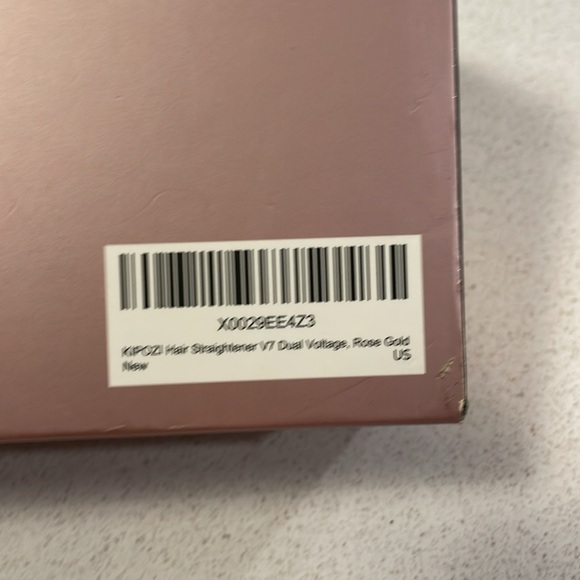 X0029EE4Z3
KIPOZI Hair Straightener V7 Dual Voltage, Rose Gold
US
New